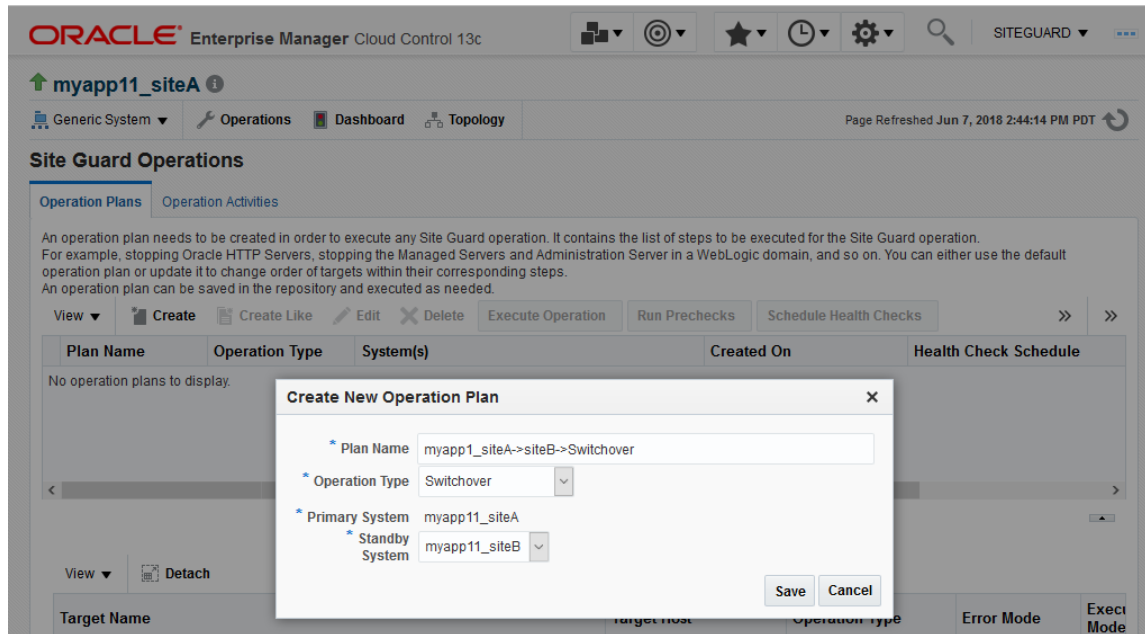 ORACLE Enterprise Manager Cloud Control 13c
SITEGUARD
myapp11_siteA
Generic System
Operations
Dashboard
Topology
Page Refreshed Jun 7, 2018 2:44:14 PM PDT
Site Guard Operations
Operation Plans
Operation Activities
An operation plan needs to be created in order to execute any Site Guard operation. It contains the list of steps to be executed for the Site Guard operation.
For example, stopping Oracle HTTP Servers, stopping the Managed Servers and Administration Server in a WebLogic domain, and so on. You can either use the default
operation plan or update it to change order of targets within their corresponding steps.
An operation plan can be saved in the repository and executed as needed.
View
Create
Create Like
Edit
Delete
Execute Operation
Run Prechecks
Schedule Health Checks
Plan Name
Operation Type
System(s)
Created On
Health Check Schedule
No operation plans to display.
Create New Operation Plan
* Plan Name myapp1_siteA->siteB->Switchover
* Operation Type Switchover
* Primary System myapp11_siteA
* Standby
System
myapp11_siteB
Save
Cancel
View
Detach
Target Name
Target Host
Operation Type
Error Mode
Mode